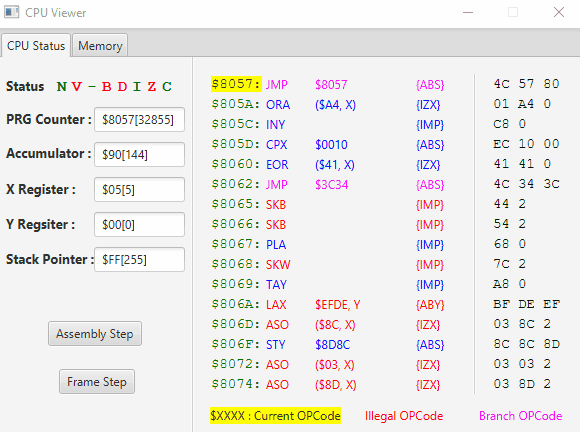 CPU Viewer
CPU Status Memory
Status N V - B D I Z C
PRG Counter : $8057[32855]
Accumulator : $90[144]
X Register : $05[5]
Y Regsiter : $00[0]
Stack Pointer : $FF[255]
Assembly Step
Frame Step
$8057: JMP $8057 {ABS} 4C 57 80
$805A: ORA ($A4, X) {IZX} 01 A4 0
$805C: INY {IMP} C8 0
$805D: CPX $0010 {ABS} EC 10 00
$8060: EOR ($41, X) {IZX} 41 41 0
$8062: JMP $3C34 {ABS} 4C 34 3C
$8065: SKB {IMP} 44 2
$8066: SKB {IMP} 54 2
$8067: PLA {IMP} 68 0
$8068: SKW {IMP} 7C 2
$8069: TAY {IMP} A8 0
$806A: LAX $EFDE, Y {ABY} BF DE EF
$806D: ASO ($8C, X) {IZX} 03 8C 2
$806F: STY $8D8C {ABS} 8C 8C 8D
$8072: ASO ($03, X) {IZX} 03 03 2
$8074: ASO ($8D, X) {IZX} 03 8D 2
$XXXX : Current OPCode Illegal OPCode Branch OPCode